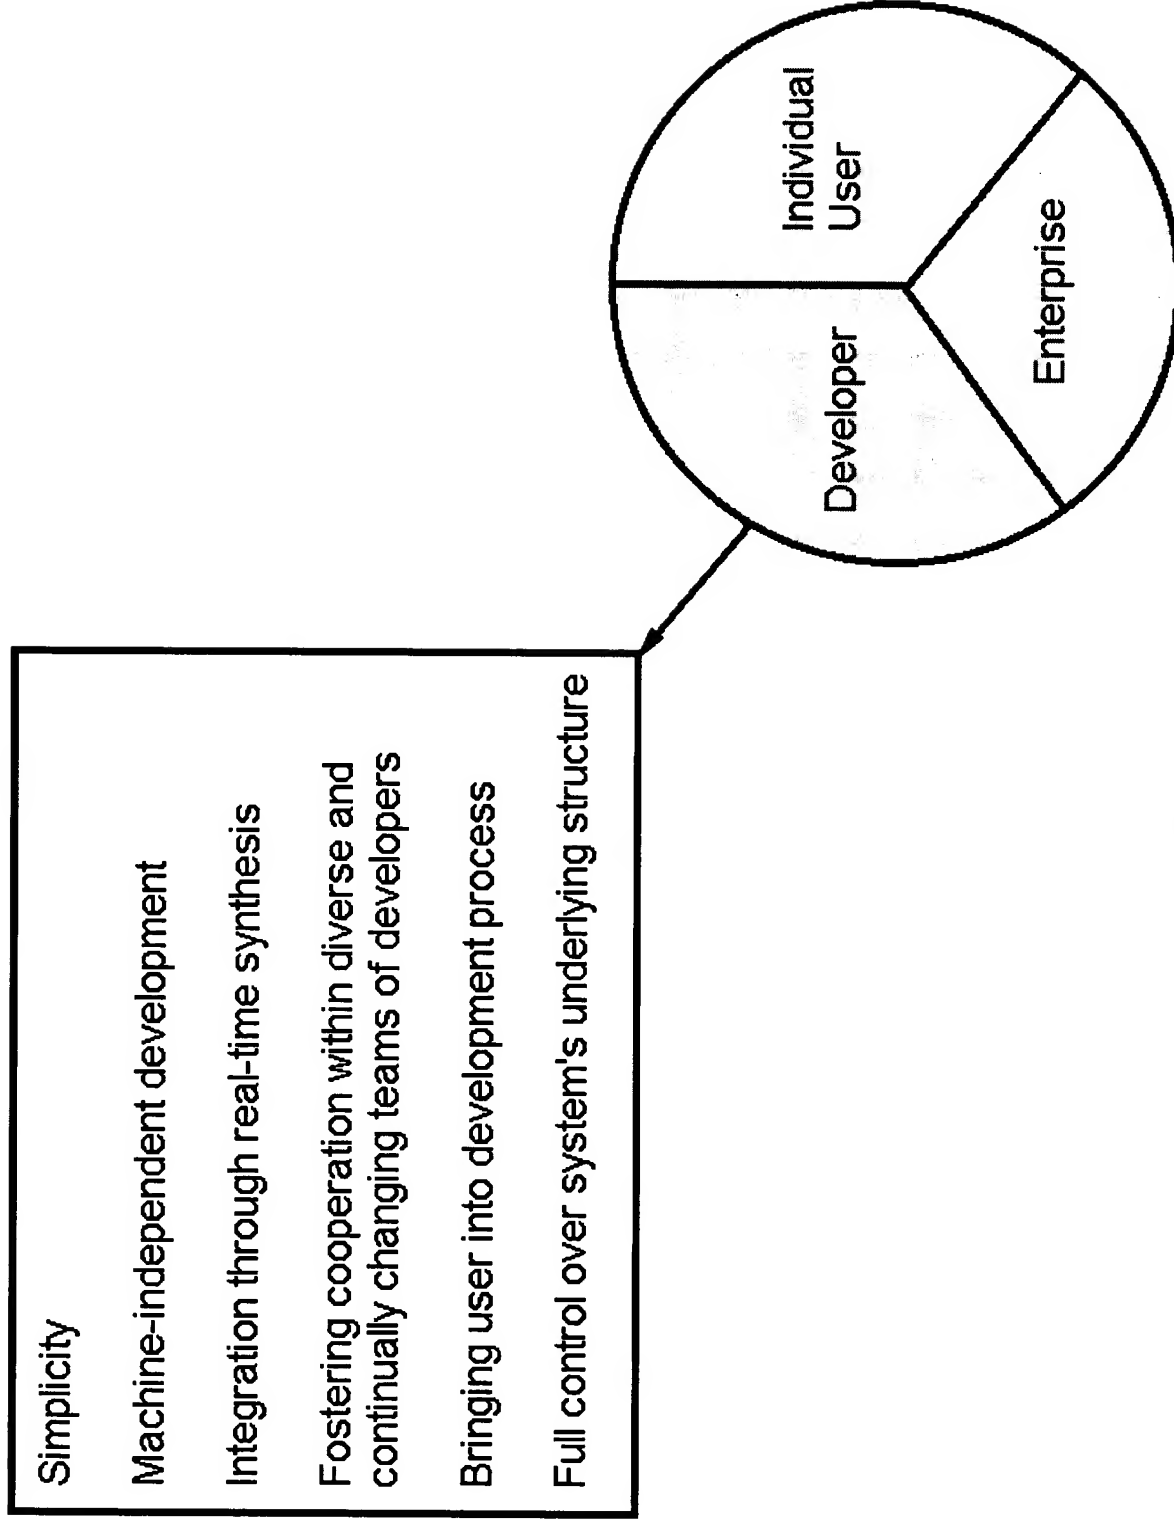 Simplicity
Machine-independent development
Integration through real-time synthesis
Fostering cooperation within diverse and
continually changing teams of developers
Bringing user into development process
Full control over system's underlying structure
Developer
Individual
User
Enterprise